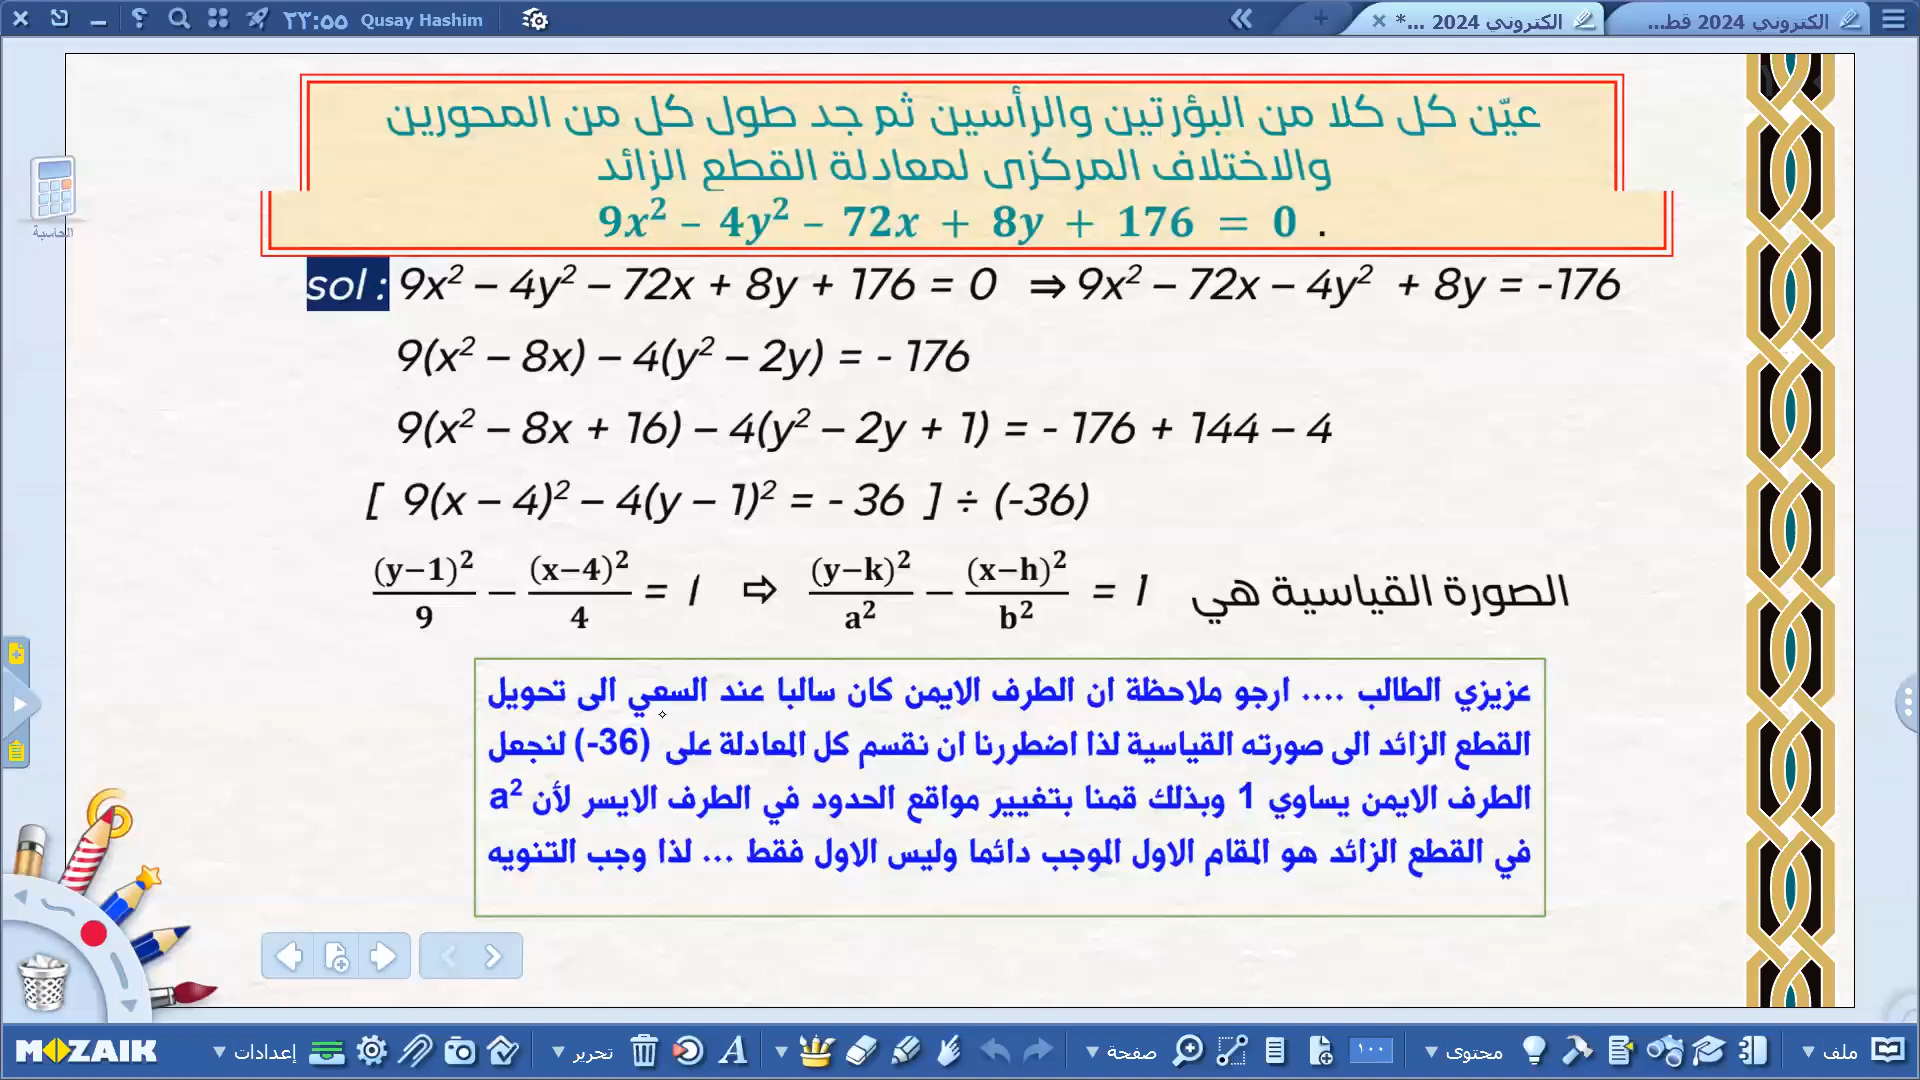 ٢٣:٥٥ Qusay Hashim
الكتروني 2024 ...*
الكتروني 2024 قط...
عيّن كل كلا من البؤرتين والرأسين ثم جد طول كل من المحورين
والاختلاف المركزي لمعادلة القطع الزائد
9x² – 4y² – 72x + 8y + 176 = 0 .
الحاسبة
sol : 9x² – 4y² – 72x + 8y + 176 = 0 ⇒ 9x² – 72x – 4y² + 8y = -176
9(x² – 8x) – 4(y² – 2y) = - 176
9(x² – 8x + 16) – 4(y² – 2y + 1) = - 176 + 144 – 4
[ 9(x – 4)² – 4(y – 1)² = - 36 ] ÷ (-36)
(y−1)²/9 − (x−4)²/4 = 1 ⇨ (y−k)²/a² − (x−h)²/b² = 1 الصورة القياسية هي
عزيزي الطالب .... ارجو ملاحظة ان الطرف الايمن كان سالبا عند السعي الى تحويل
القطع الزائد الى صورته القياسية لذا اضطررنا ان نقسم كل المعادلة على (36-) لنجعل
الطرف الايمن يساوي 1 وبذلك قمنا بتغيير مواقع الحدود في الطرف الايسر لأن a²
في القطع الزائد هو المقام الاول الموجب دائما وليس الاول فقط ... لذا وجب التنويه
MOZAIK إعدادات تحرير صفحة ١٠٠ محتوى ملف